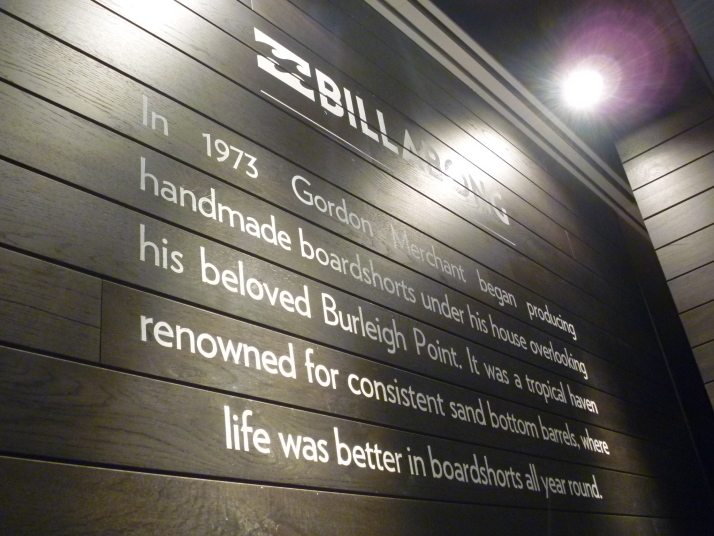 BILLABONG
In 1973 Gordon Merchant began producing
handmade boardshorts under his house overlooking
his beloved Burleigh Point. It was a tropical haven
renowned for consistent sand bottom barrels, where
life was better in boardshorts all year round.